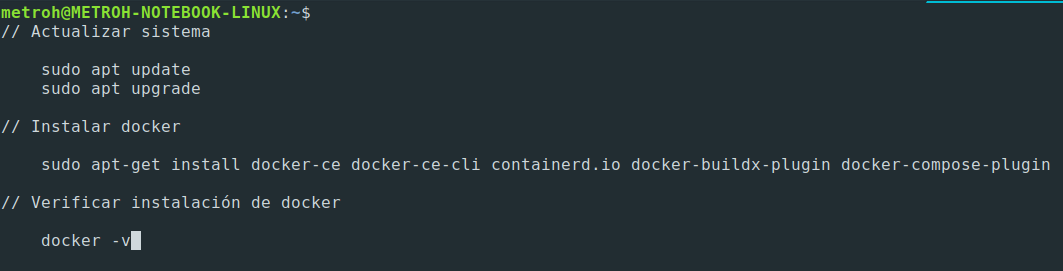 metroh@METROH-NOTEBOOK-LINUX:~$
// Actualizar sistema
sudo apt update
sudo apt upgrade
// Instalar docker
sudo apt-get install docker-ce docker-ce-cli containerd.io docker-buildx-plugin docker-compose-plugin
// Verificar instalación de docker
docker -v